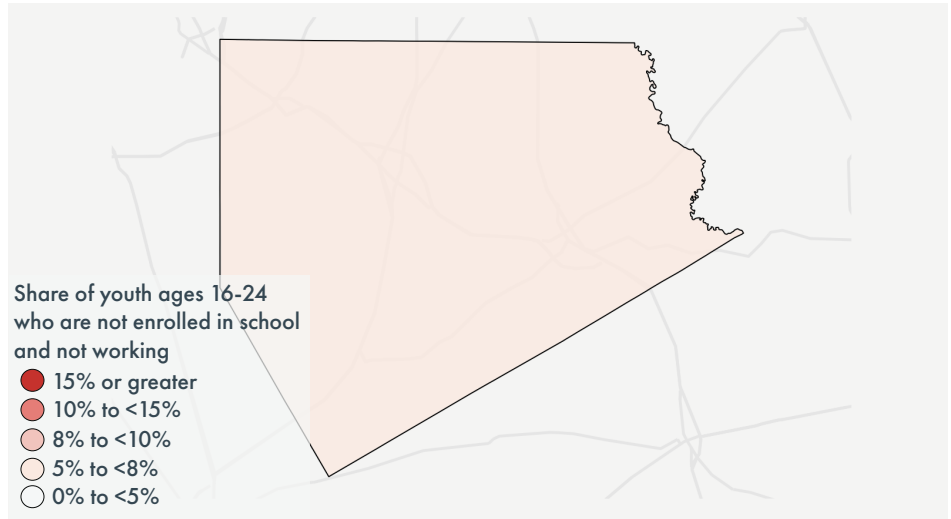 Share of youth ages 16-24
who are not enrolled in school
and not working
15% or greater
10% to <15%
8% to <10%
5% to <8%
0% to <5%